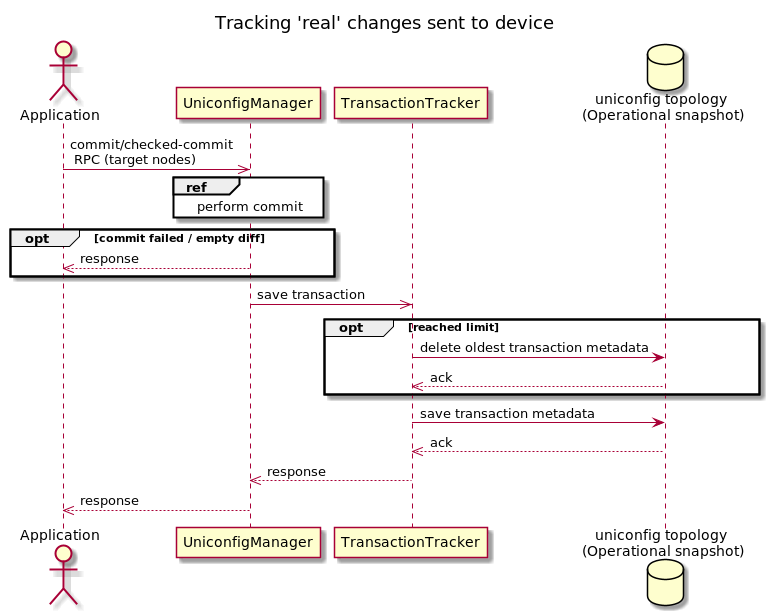 Tracking 'real' changes sent to device
Application
UniconfigManager
TransactionTracker
uniconfig topology
(Operational snapshot)
commit/checked-commit
RPC (target nodes)
ref
perform commit
opt
[commit failed / empty diff]
response
save transaction
opt
[reached limit]
delete oldest transaction metadata
ack
save transaction metadata
ack
response
response
Application
UniconfigManager
TransactionTracker
uniconfig topology
(Operational snapshot)